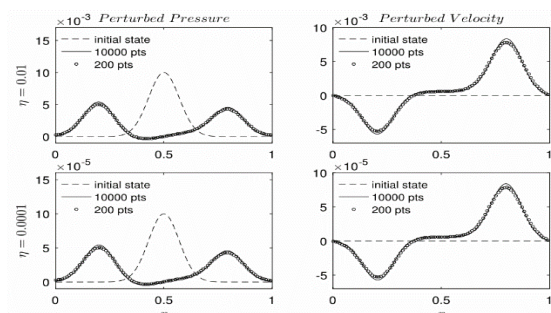 Perturbed Pressure
Perturbed Velocity
×10⁻³
×10⁻³
η = 0.01
15
10
5
0
initial state
10000 pts
200 pts
0
0.5
1
10
5
0
-5
initial state
10000 pts
200 pts
0
0.5
1
×10⁻⁵
×10⁻⁵
η = 0.0001
15
10
5
0
initial state
10000 pts
200 pts
0
0.5
1
10
5
0
-5
initial state
10000 pts
200 pts
0
0.5
1